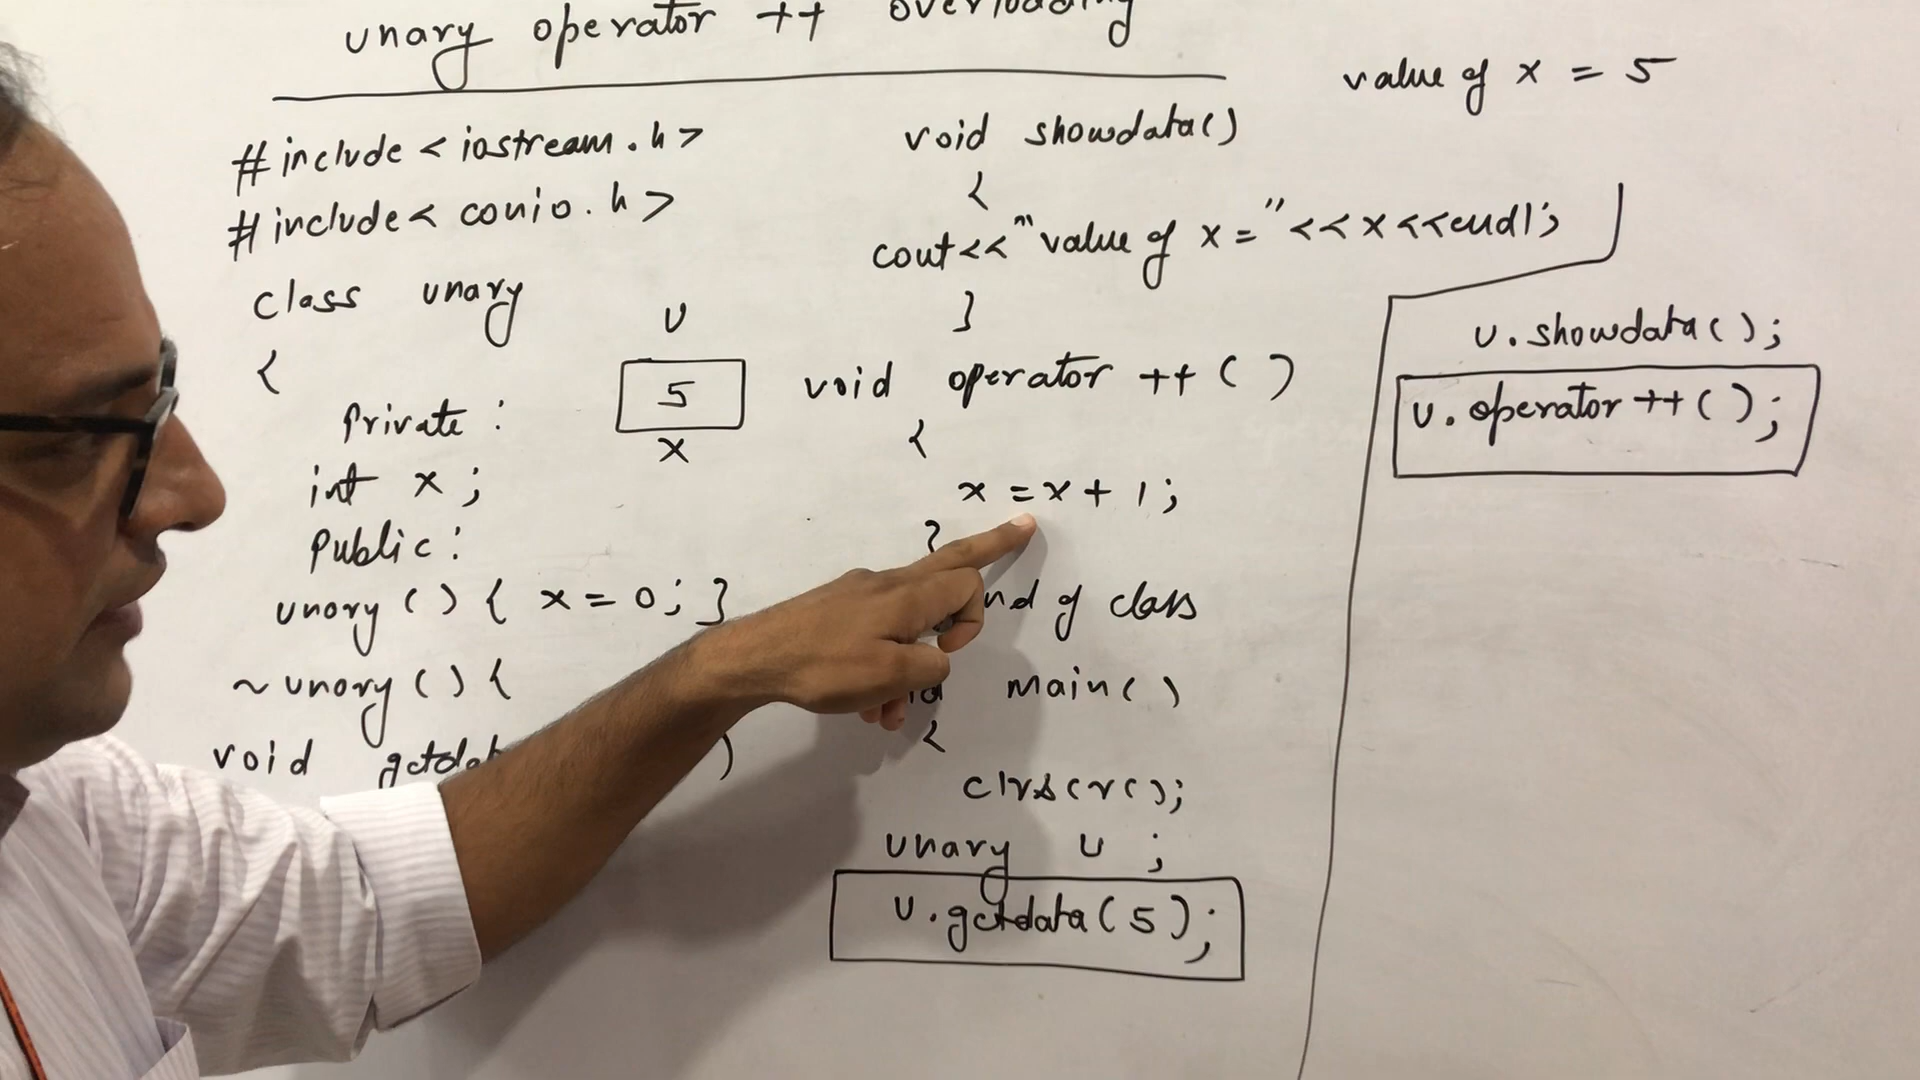 unary operator ++ overloading
#include < iostream.h >
#include < conio.h >
class unary
{
private :
int x ;
public :
unary ( ) { x = 0 ; }
~ unary ( ) {
void getdat )
U
5
x
void showdata()
{
cout << "value of x = " << x << endl;
}
void operator ++ ( )
{
x = x + 1 ;
}
nd of class
main( )
{
clrscr();
unary u ;
u . getdata ( 5 ) ;
value of x = 5
u . showdata ( ) ;
u . operator ++ ( ) ;